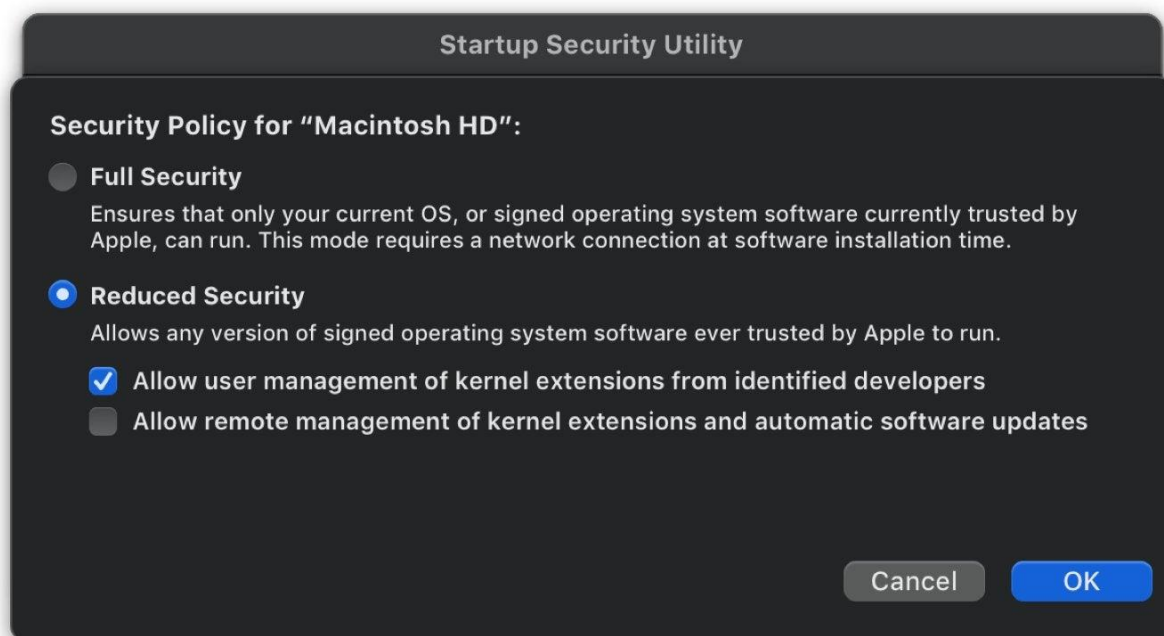 Startup Security Utility
Security Policy for “Macintosh HD”:
Full Security
Ensures that only your current OS, or signed operating system software currently trusted by
Apple, can run. This mode requires a network connection at software installation time.
Reduced Security
Allows any version of signed operating system software ever trusted by Apple to run.
Allow user management of kernel extensions from identified developers
Allow remote management of kernel extensions and automatic software updates
Cancel OK